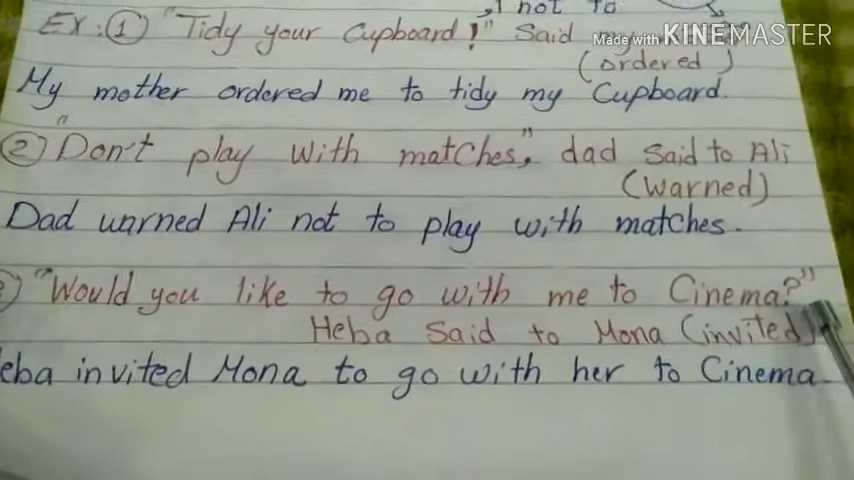 , I not to
Ex: ① "Tidy your Cupboard!" Said
Made with KINEMASTER
(ordered)
My mother ordered me to tidy my Cupboard.
② "Don't play with matches," dad Said to Ali
(warned)
Dad warned Ali not to play with matches.
) "Would you like to go with me to Cinema?"
Heba Said to Mona (invited).
eba invited Mona to go with her to Cinema